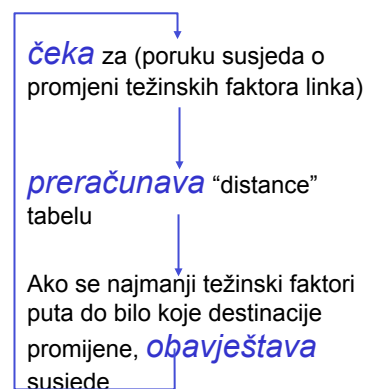 čeka za (poruku susjeda o
promjeni težinskih faktora linka)
preračunava “distance”
tabelu
Ako se najmanji težinski faktori
puta do bilo koje destinacije
promijene, obavještava
susjede